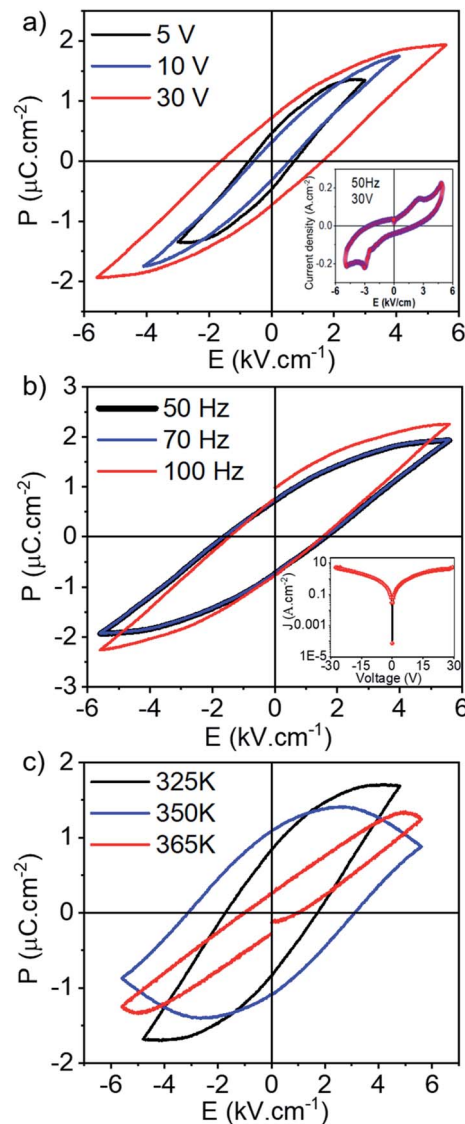 a)
5 V
10 V
30 V
P (μC.cm⁻²)
2
1
0
-1
-2
-6 -4 -2 0 2 4 6
E (kV.cm⁻¹)
50Hz
30V
Current density (A.cm⁻²)
0.2
0.0
-0.2
-6 -3 0 3 6
E (kV/cm)
b)
50 Hz
70 Hz
100 Hz
P (μC.cm⁻²)
3
2
1
0
-1
-2
-3
-6 -4 -2 0 2 4 6
E (kV.cm⁻¹)
J (A.cm⁻²)
10
0.1
0.001
1E-5
-30 -15 0 15 30
Voltage (V)
c)
325K
350K
365K
P (μC.cm⁻²)
2
1
0
-1
-2
-6 -4 -2 0 2 4 6
E (kV.cm⁻¹)